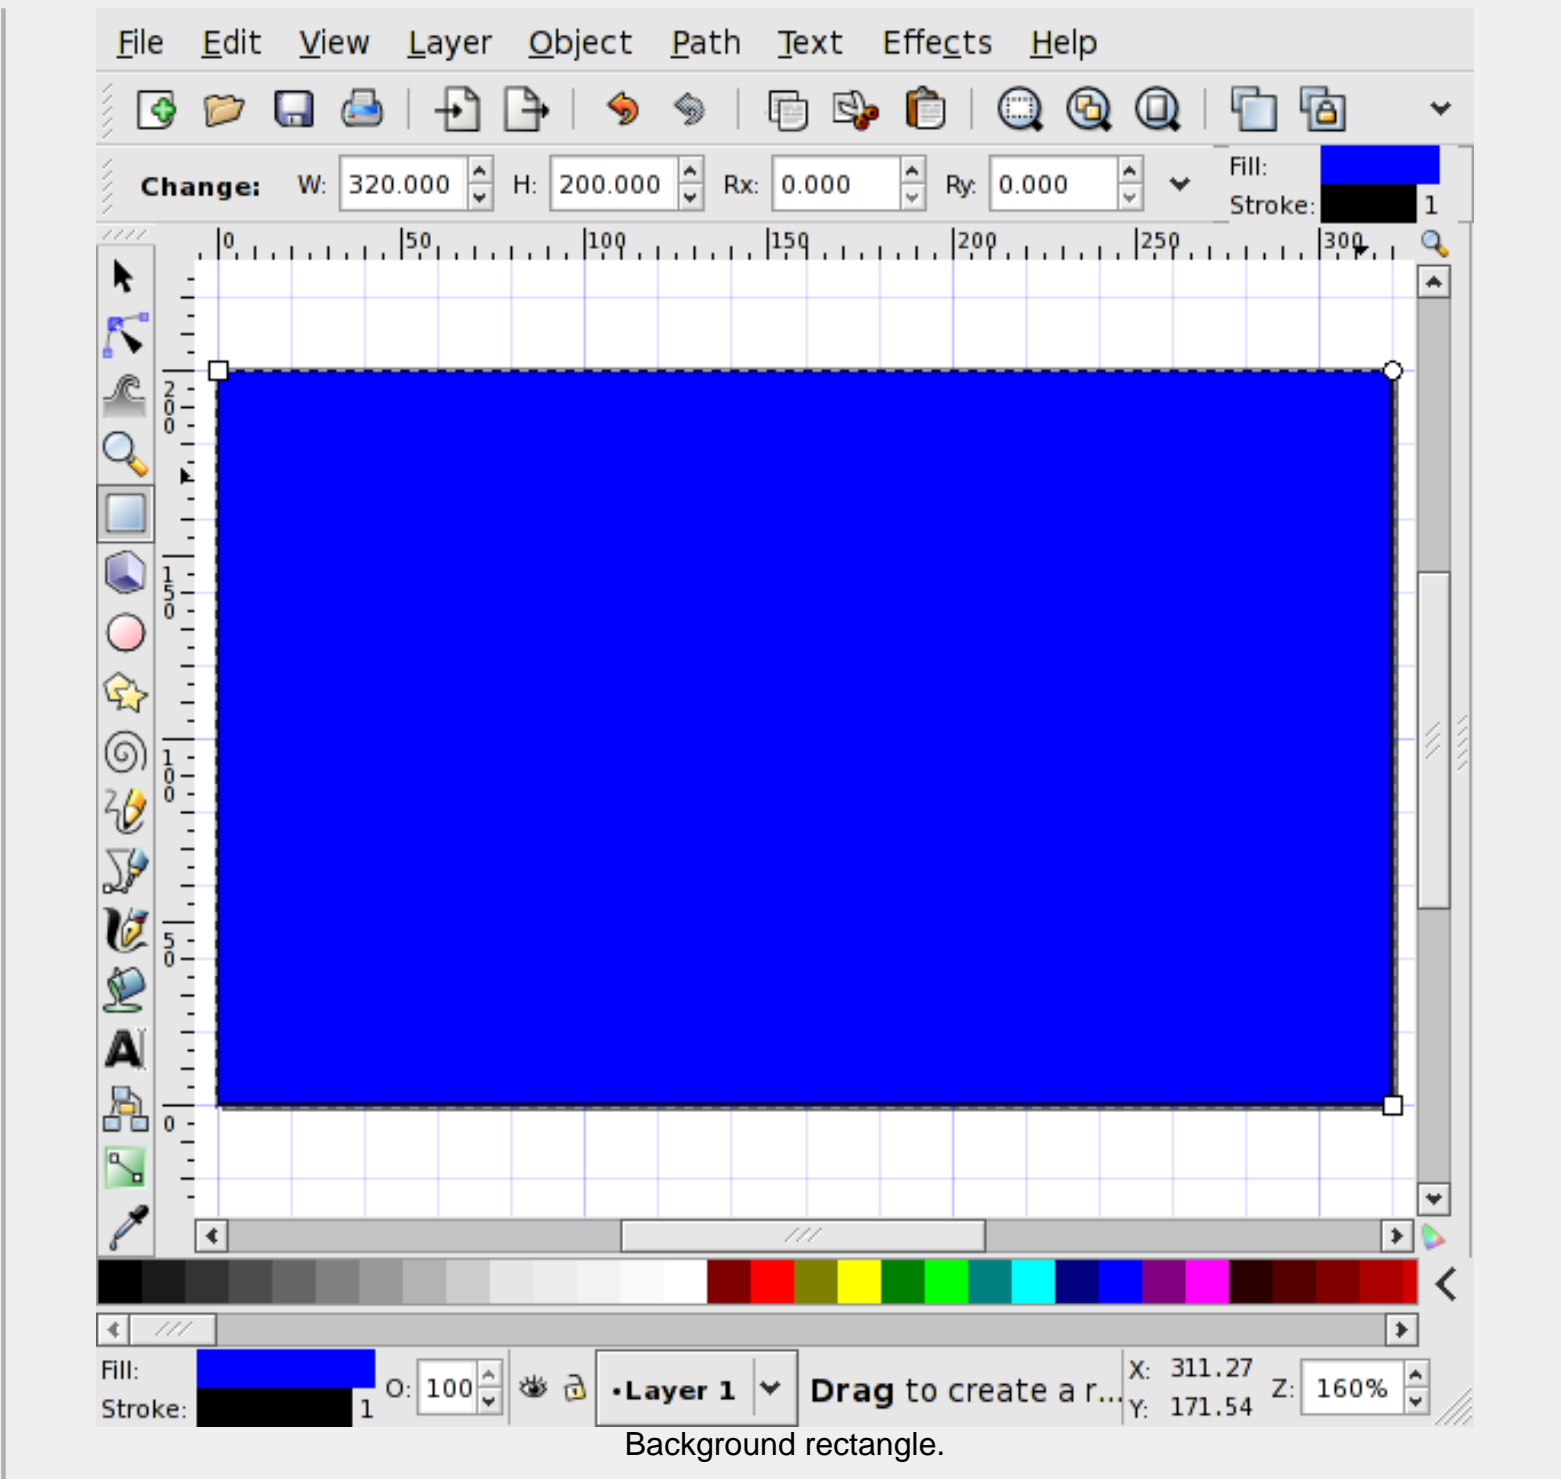 File Edit View Layer Object Path Text Effects Help
Change: W: 320.000 H: 200.000 Rx: 0.000 Ry: 0.000
Fill:
Stroke: 1
0 50 100 150 200 250 300
200
150
100
50
0
A
Fill:
Stroke: 1
O: 100
•Layer 1
Drag to create a r...
X: 311.27
Y: 171.54
Z: 160%
Background rectangle.